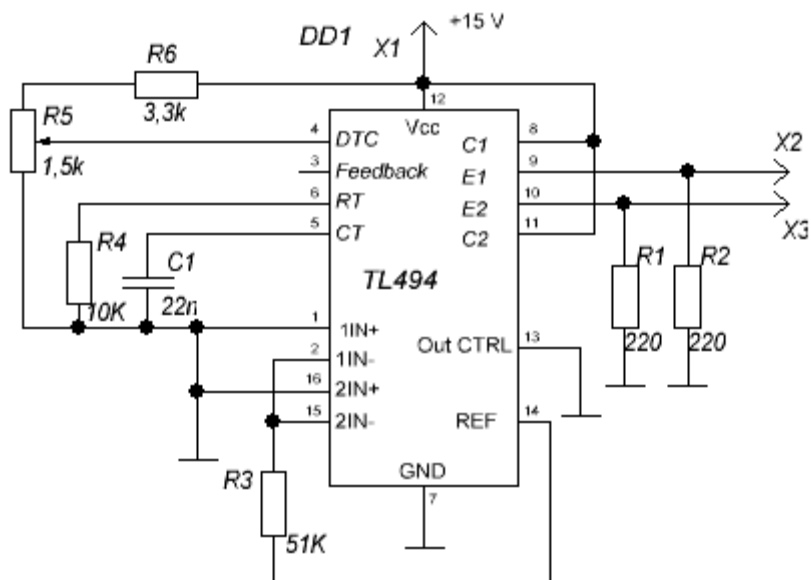 DD1
X1
+15 V
R6
3,3k
R5
1,5k
12
Vcc
4
DTC
C1
8
X2
3
Feedback
E1
9
6
RT
E2
10
X3
5
CT
C2
11
R4
C1
TL494
R1
R2
10K
22n
1
1IN+
Out CTRL
13
220
220
2
1IN-
16
2IN+
15
2IN-
REF
14
R3
GND
7
51K